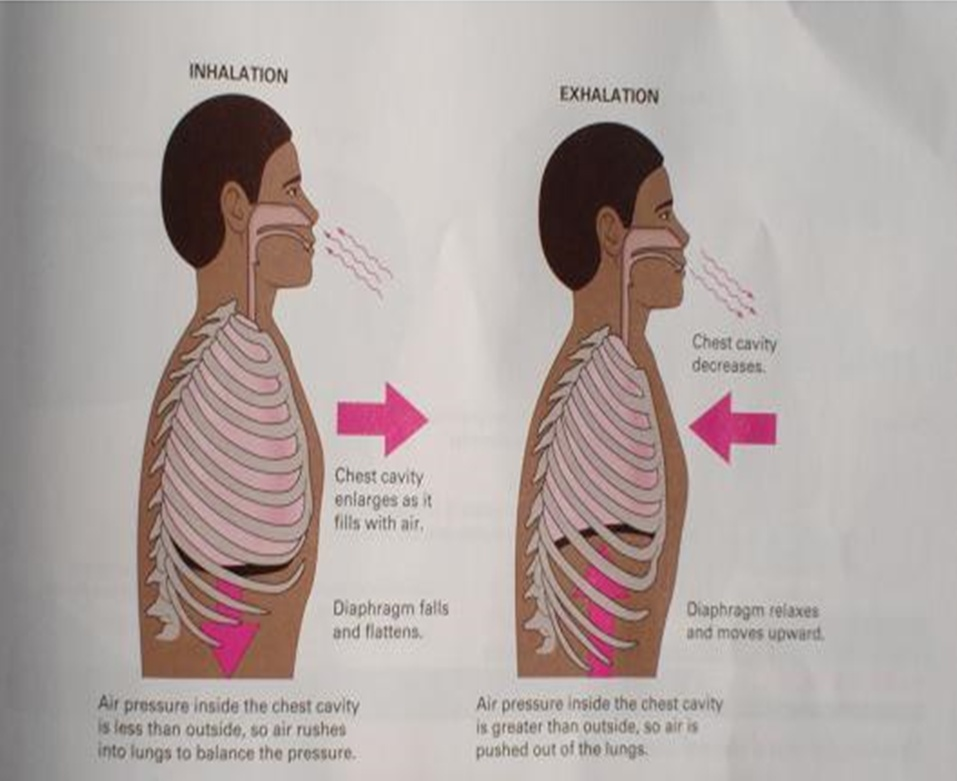 INHALATION
Chest cavity
enlarges as it
fills with air.
Diaphragm falls
and flattens.
Air pressure inside the chest cavity
is less than outside, so air rushes
into lungs to balance the pressure.
EXHALATION
Chest cavity
decreases.
Diaphragm relaxes
and moves upward.
Air pressure inside the chest cavity
is greater than outside, so air is
pushed out of the lungs.